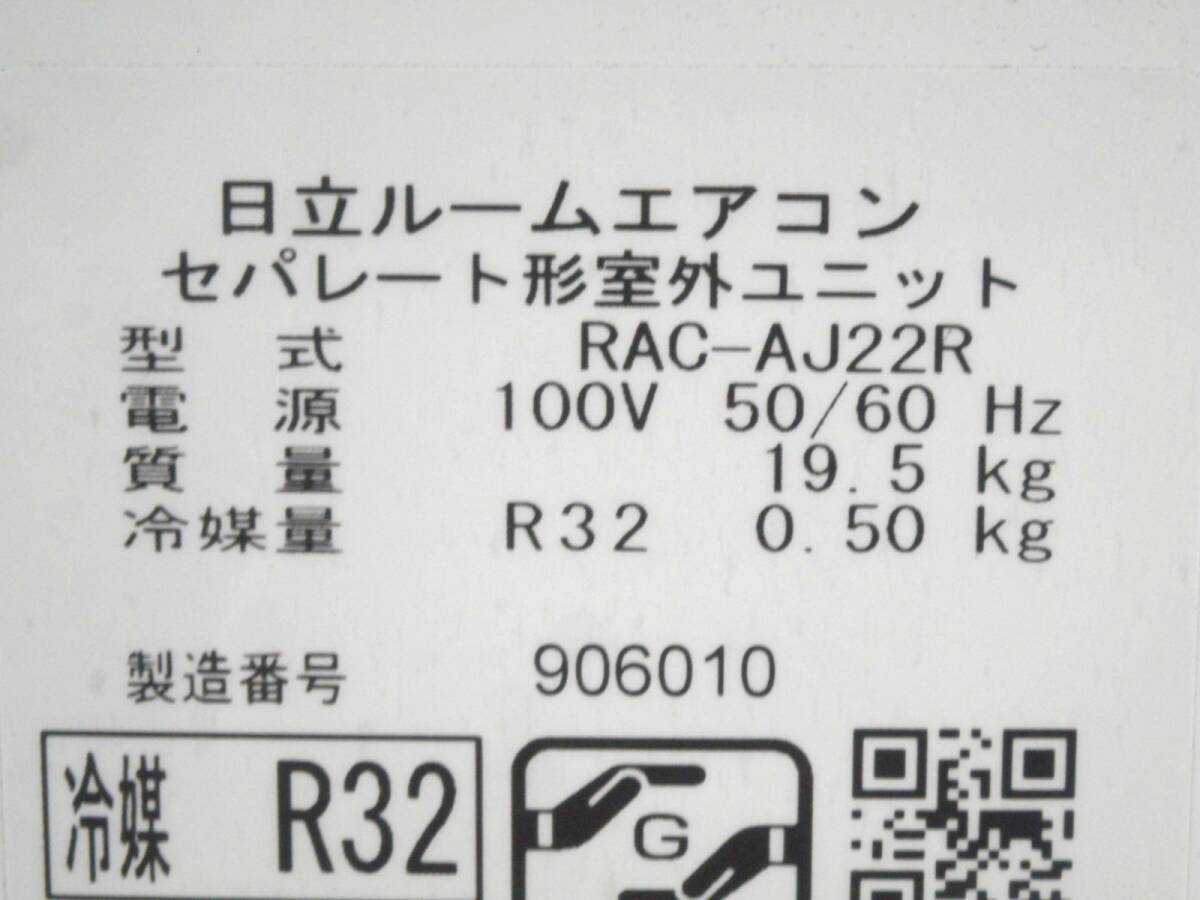 日立ルームエアコン
セパレート形室外ユニット
型式 RAC-AJ22R
電源 100V 50/60 Hz
質量 19.5 kg
冷媒量 R32 0.50 kg
製造番号 906010
冷媒 R32
G